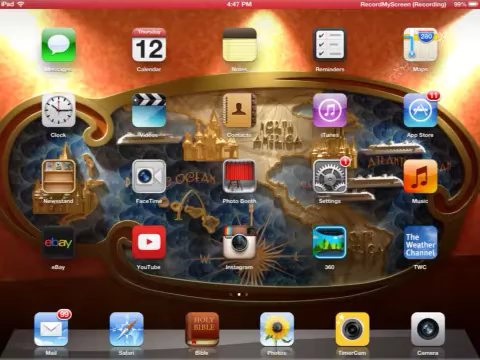 iPad
4:47 PM
RecordMyScreen (Recording)
99%
Thursday
12
280
Messages
Calendar
Notes
Reminders
Maps
11
Clock
Videos
Contacts
iTunes
App Store
OCEAN
1
Newsstand
FaceTime
Photo Booth
Settings
Music
ebay
The
Weather
Channel
eBay
YouTube
Instagram
360
TWC
99
HOLY
BIBLE
Mail
Safari
Bible
Photos
TimerCam
Camera